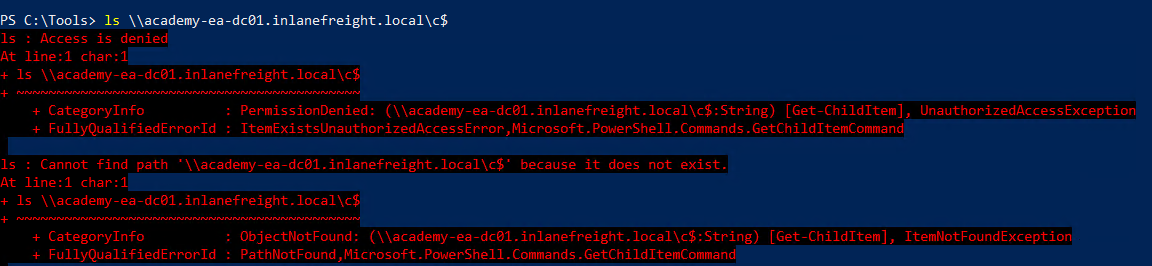 PS C:\Tools> ls \\academy-ea-dc01.inlanefreight.local\c$
ls : Access is denied
At line:1 char:1
+ ls \\academy-ea-dc01.inlanefreight.local\c$
+ ~~~~~~~~~~~~~~~~~~~~~~~~~~~~~~~~~~~~~~~~~~~
    + CategoryInfo          : PermissionDenied: (\\academy-ea-dc01.inlanefreight.local\c$:String) [Get-ChildItem], UnauthorizedAccessException
    + FullyQualifiedErrorId : ItemExistsUnauthorizedAccessError,Microsoft.PowerShell.Commands.GetChildItemCommand
ls : Cannot find path '\\academy-ea-dc01.inlanefreight.local\c$' because it does not exist.
At line:1 char:1
+ ls \\academy-ea-dc01.inlanefreight.local\c$
+ ~~~~~~~~~~~~~~~~~~~~~~~~~~~~~~~~~~~~~~~~~~~
    + CategoryInfo          : ObjectNotFound: (\\academy-ea-dc01.inlanefreight.local\c$:String) [Get-ChildItem], ItemNotFoundException
    + FullyQualifiedErrorId : PathNotFound,Microsoft.PowerShell.Commands.GetChildItemCommand